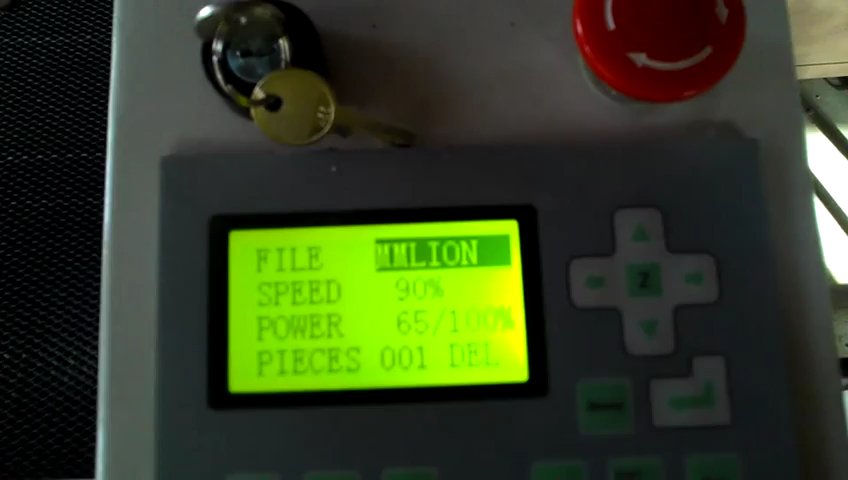 FILE MMLION
SPEED 90%
POWER 65/100%
PIECES 001 DEL
Z